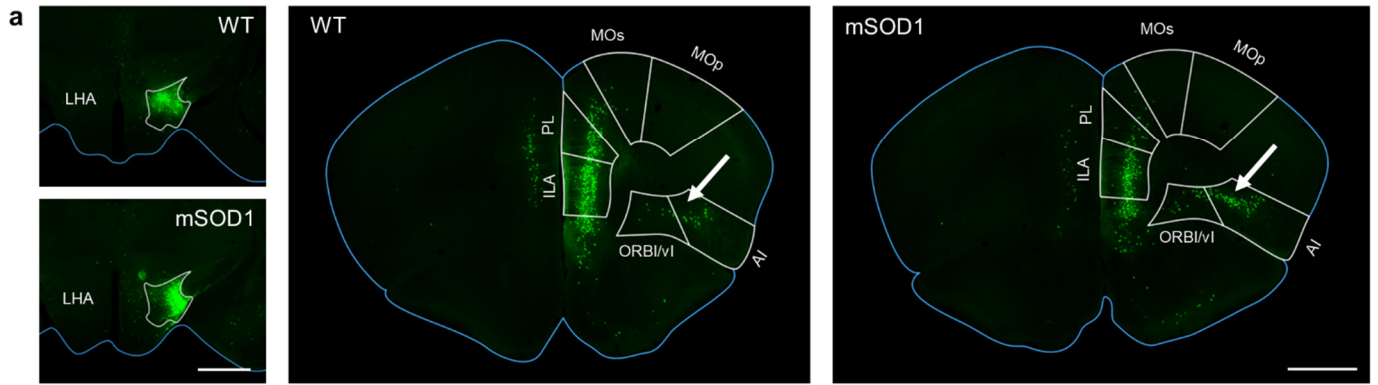 a
WT
LHA
mSOD1
LHA
WT
MOs
MOp
PL
ILA
ORBl/vl
AI
mSOD1
MOs
MOp
PL
ILA
ORBl/vl
AI